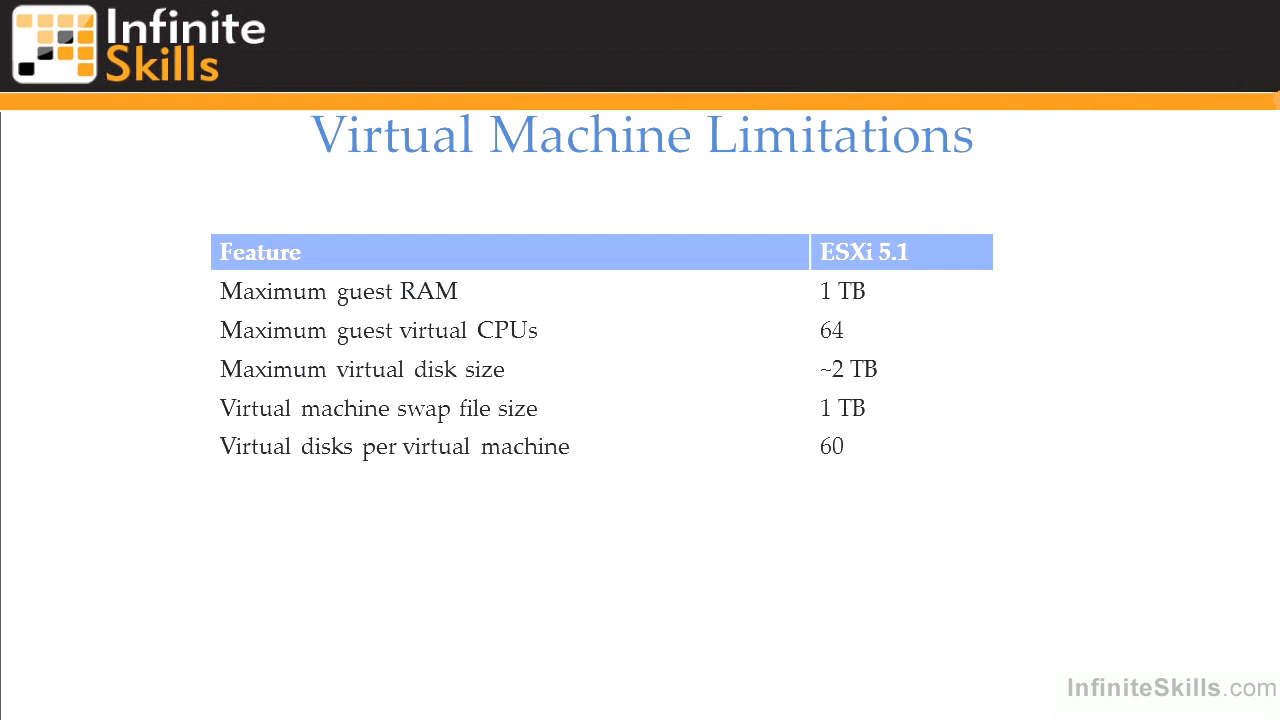 Infinite
Skills
Virtual Machine Limitations
Feature ESXi 5.1
Maximum guest RAM 1 TB
Maximum guest virtual CPUs 64
Maximum virtual disk size ~2 TB
Virtual machine swap file size 1 TB
Virtual disks per virtual machine 60
InfiniteSkills.com